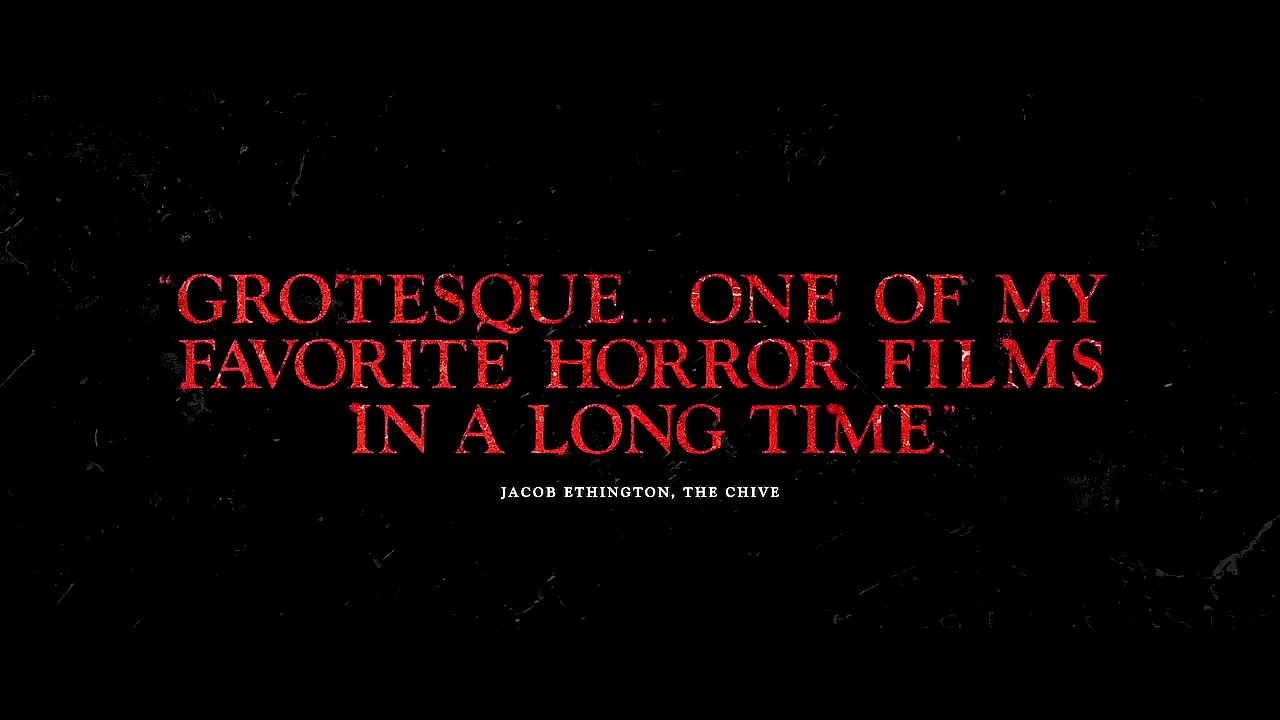 “GROTESQUE... ONE OF MY
FAVORITE HORROR FILMS
IN A LONG TIME.”
JACOB ETHINGTON, THE CHIVE